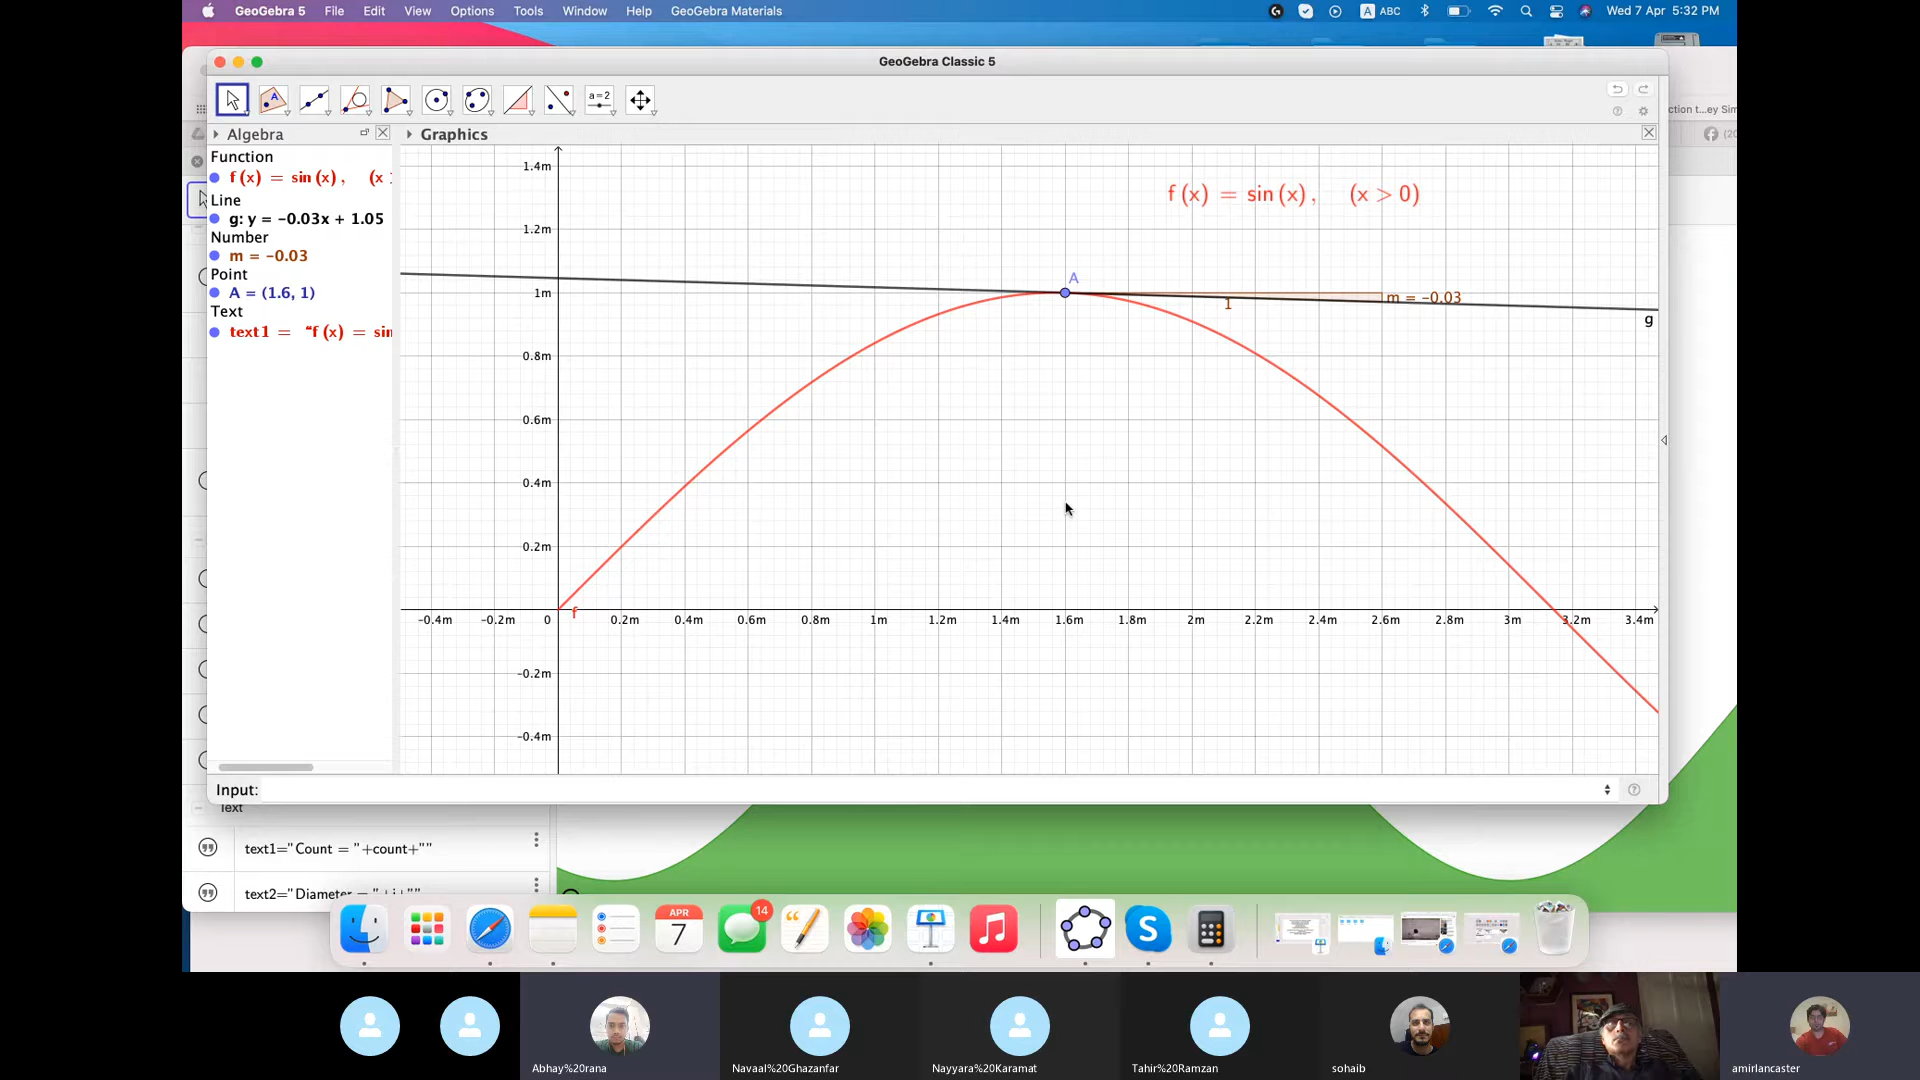 GeoGebra 5 File Edit View Options Tools Window Help GeoGebra Materials
ABC Wed 7 Apr 5:32 PM
GeoGebra Classic 5
A
a=2
Algebra
Graphics
Function
f(x) = sin(x), (x
Line
g: y = -0.03x + 1.05
Number
m = -0.03
Point
A = (1.6, 1)
Text
text1 = “f(x) = sin
f(x) = sin(x), (x > 0)
1.4m
1.2m
1m
0.8m
0.6m
0.4m
0.2m
-0.2m
-0.4m
A
1
m = -0.03
g
f
-0.4m -0.2m 0 0.2m 0.4m 0.6m 0.8m 1m 1.2m 1.4m 1.6m 1.8m 2m 2.2m 2.4m 2.6m 2.8m 3m 3.2m 3.4m
Input:
Text
text1="Count = "+count+""
text2="Diameter = "+i+""
APR
7
14
Abhay%20rana
Navaal%20Ghazanfar
Nayyara%20Karamat
Tahir%20Ramzan
sohaib
amirlancaster